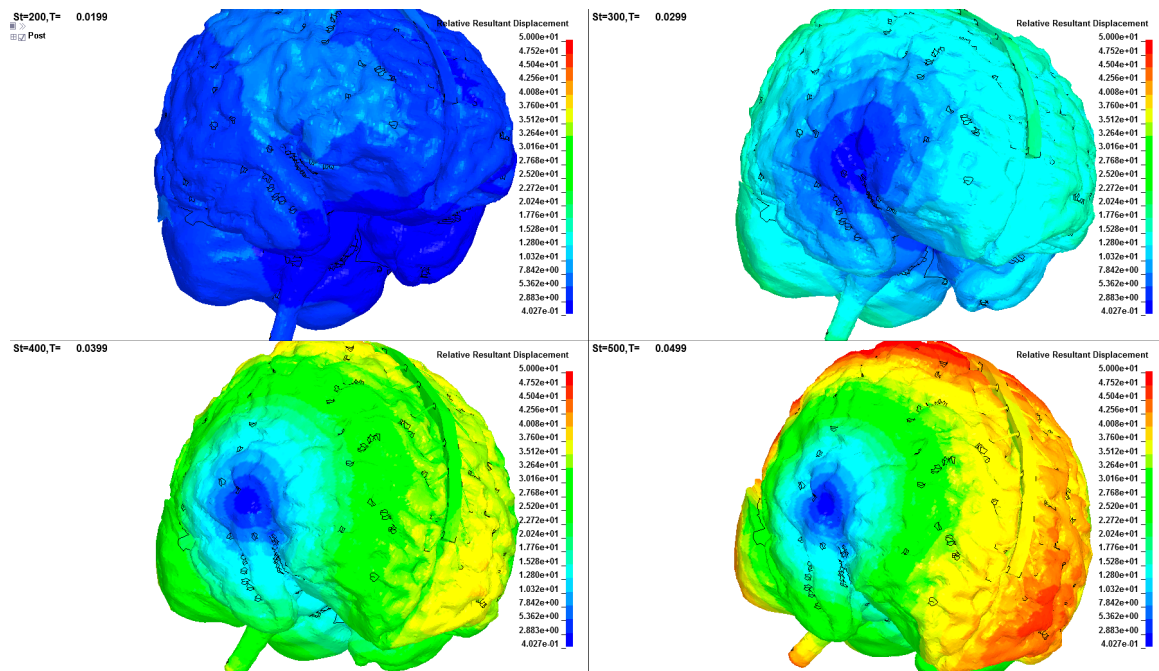 St=200,T= 0.0199
Post
Relative Resultant Displacement
5.000e+01
4.752e+01
4.504e+01
4.256e+01
4.008e+01
3.760e+01
3.512e+01
3.264e+01
3.016e+01
2.768e+01
2.520e+01
2.272e+01
2.024e+01
1.776e+01
1.528e+01
1.280e+01
1.032e+01
7.842e+00
5.362e+00
2.883e+00
4.027e-01
St=300,T= 0.0299
Relative Resultant Displacement
5.000e+01
4.752e+01
4.504e+01
4.256e+01
4.008e+01
3.760e+01
3.512e+01
3.264e+01
3.016e+01
2.768e+01
2.520e+01
2.272e+01
2.024e+01
1.776e+01
1.528e+01
1.280e+01
1.032e+01
7.842e+00
5.362e+00
2.883e+00
4.027e-01
St=400,T= 0.0399
Relative Resultant Displacement
5.000e+01
4.752e+01
4.504e+01
4.256e+01
4.008e+01
3.760e+01
3.512e+01
3.264e+01
3.016e+01
2.768e+01
2.520e+01
2.272e+01
2.024e+01
1.776e+01
1.528e+01
1.280e+01
1.032e+01
7.842e+00
5.362e+00
2.883e+00
4.027e-01
St=500,T= 0.0499
Relative Resultant Displacement
5.000e+01
4.752e+01
4.504e+01
4.256e+01
4.008e+01
3.760e+01
3.512e+01
3.264e+01
3.016e+01
2.768e+01
2.520e+01
2.272e+01
2.024e+01
1.776e+01
1.528e+01
1.280e+01
1.032e+01
7.842e+00
5.362e+00
2.883e+00
4.027e-01